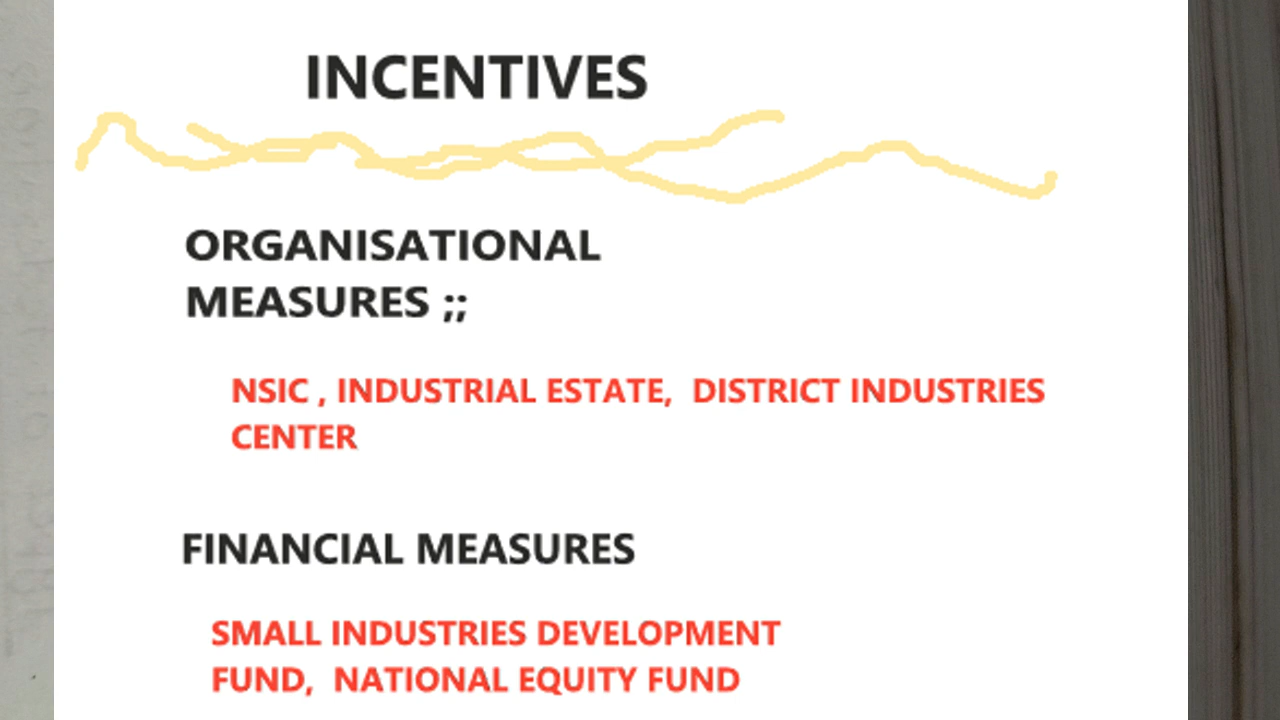 INCENTIVES
ORGANISATIONAL
MEASURES ;;
NSIC , INDUSTRIAL ESTATE,  DISTRICT INDUSTRIES
CENTER
FINANCIAL MEASURES
SMALL INDUSTRIES DEVELOPMENT
FUND,  NATIONAL EQUITY FUND